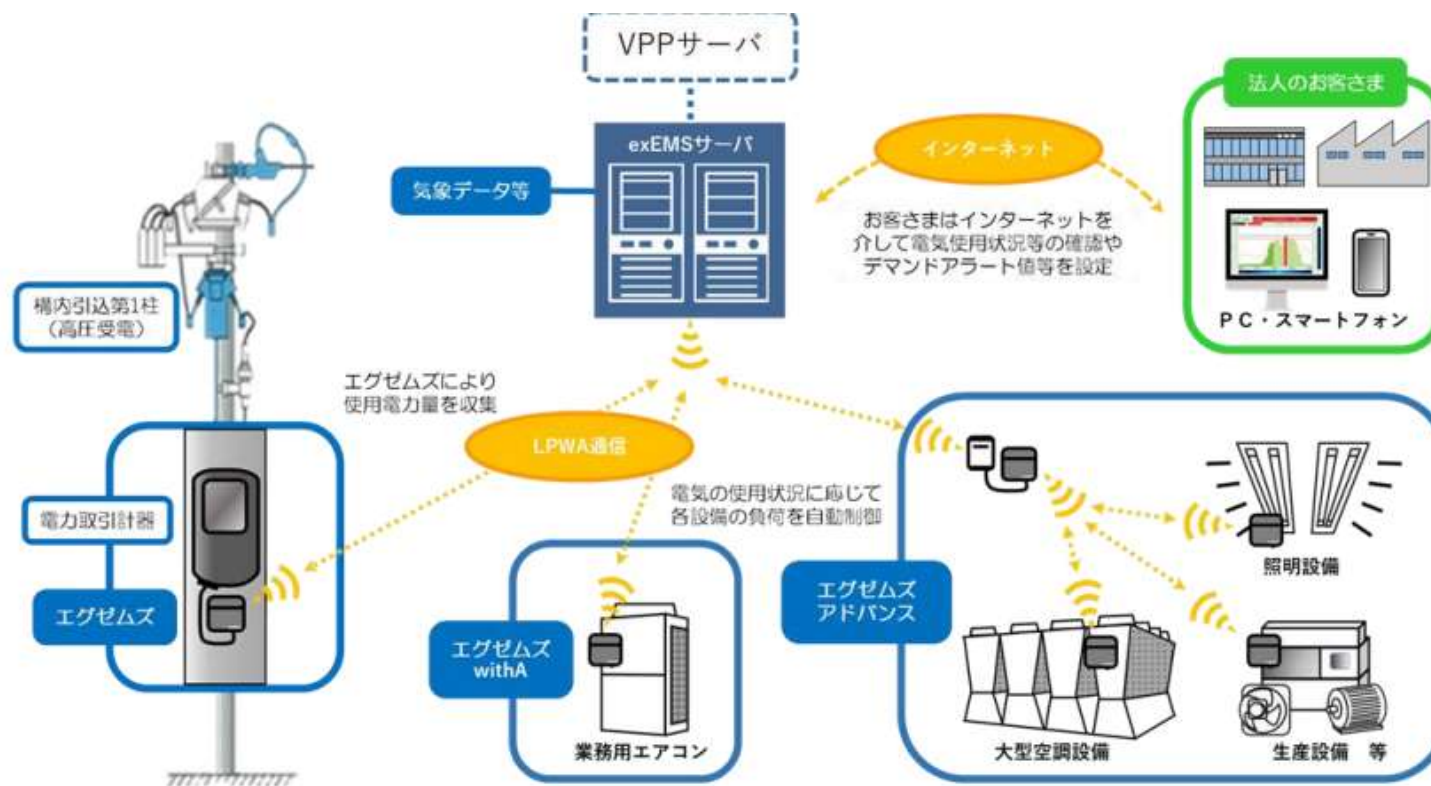 VPPサーバ
法人のお客さま
exEMSサーバ
インターネット
気象データ等
お客さまはインターネットを
介して電気使用状況等の確認や
デマンドアラート値等を設定
構内引込第1柱
（高圧受電）
PC・スマートフォン
エグゼムズにより
使用電力量を収集
LPWA通信
電気の使用状況に応じて
各設備の負荷を自動制御
電力取引計器
照明設備
エグゼムズ
エグゼムズ
アドバンス
エグゼムズ
withA
業務用エアコン
大型空調設備
生産設備 等